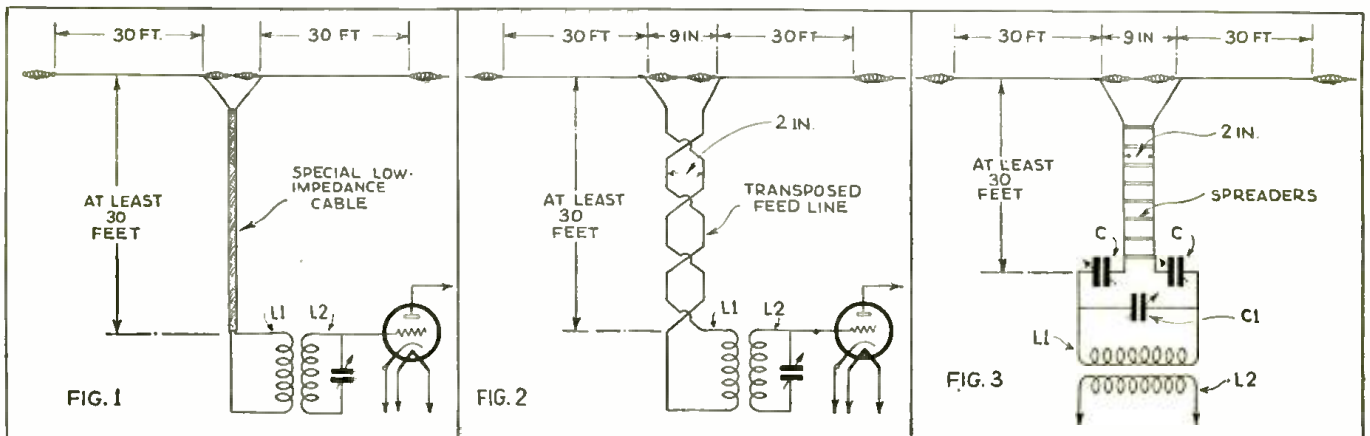 30 FT.
30 FT
AT LEAST
30
FEET
SPECIAL LOW-
IMPEDANCE
CABLE
L1
L2
FIG. 1
30 FT
9 IN.
30 FT
2 IN.
AT LEAST
30
FEET
TRANSPOSED
FEED LINE
L1
L2
FIG. 2
30 FT
9 IN
30 FT
2 IN.
AT LEAST
30
FEET
SPREADERS
C
C
C1
L1
L2
FIG. 3